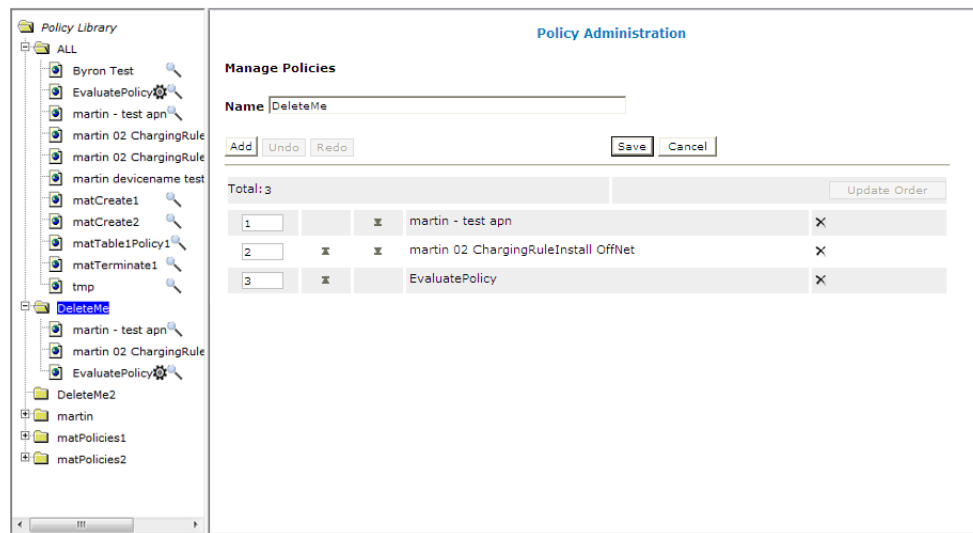 Policy Library
ALL
Byron Test
EvaluatePolicy
martin - test apn
martin 02 ChargingRule
martin 02 ChargingRule
martin devicename test
matCreate1
matCreate2
matTable1Policy1
matTerminate1
tmp
DeleteMe
martin - test apn
martin 02 ChargingRule
EvaluatePolicy
DeleteMe2
martin
matPolicies1
matPolicies2
Policy Administration
Manage Policies
Name DeleteMe
Add Undo Redo Save Cancel
Total: 3 Update Order
1 martin - test apn
2 martin 02 ChargingRuleInstall OffNet
3 EvaluatePolicy